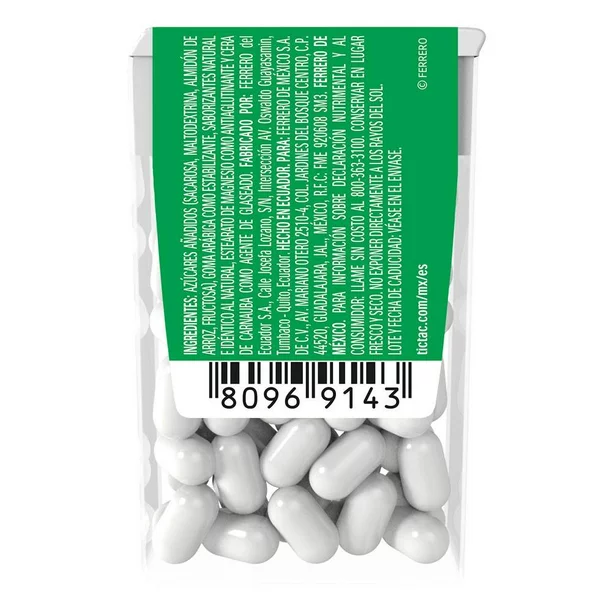 INGREDIENTES: AZÚCARES AÑADIDOS (SACAROSA, MALTODEXTRINA, ALMIDÓN DE
ARROZ, FRUCTOSA), GOMA ARÁBIGA COMO ESTABILIZANTE, SABORIZANTES NATURAL
E IDÉNTICO AL NATURAL, ESTEARATO DE MAGNESIO COMO ANTIAGLUTINANTE Y CERA
DE CARNAUBA COMO AGENTE DE GLASEADO. FABRICADO POR: FERRERO del
Ecuador S.A., Calle Josefa Lozano, S/N, Intersección AV. Oswaldo Guayasamín,
Tumbaco - Quito, Ecuador. HECHO EN ECUADOR. PARA: FERRERO DE MÉXICO S.A.
DE C.V., AV. MARIANO OTERO 2510-4, COL. JARDINES DEL BOSQUE CENTRO, C.P.
44520, GUADALAJARA, JAL., MÉXICO. R.F.C: FME 920608 SM3. FERRERO DE
MÉXICO. PARA INFORMACIÓN SOBRE DECLARACIÓN NUTRIMENTAL Y AL
CONSUMIDOR: LLAME SIN COSTO AL 800-363-3100. CONSERVAR EN LUGAR
FRESCO Y SECO. NO EXPONER DIRECTAMENTE A LOS RAYOS DEL SOL.
LOTE Y FECHA DE CADUCIDAD, VÉASE EN EL ENVASE.
tictac.com/mx/es
© FERRERO
8096 9143